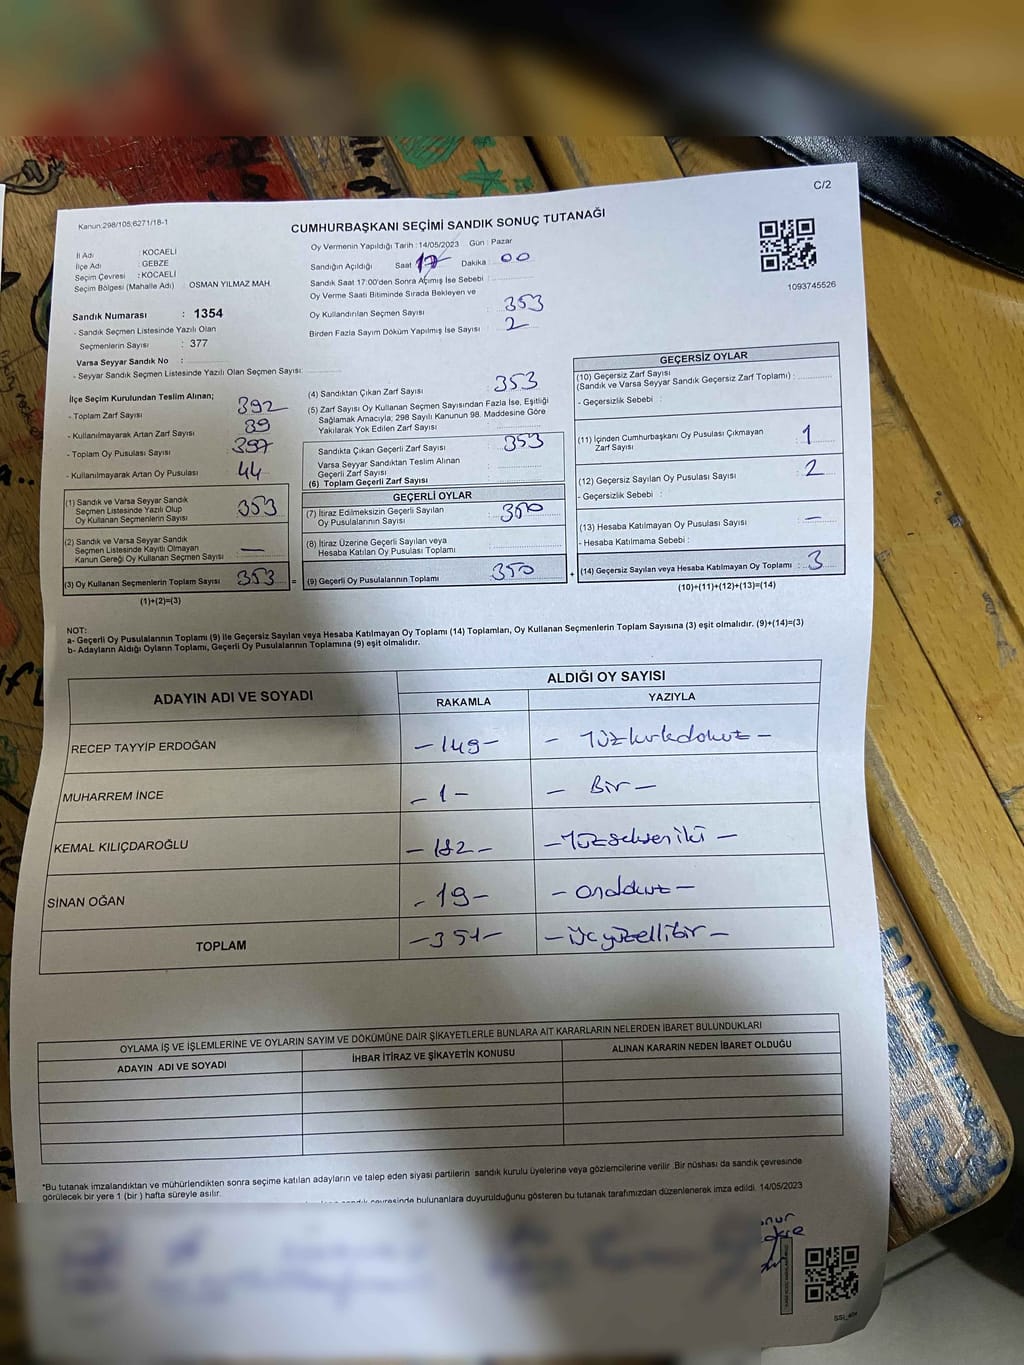 C/2
Kanun:298/105,6271/18-1
CUMHURBAŞKANI SEÇİMİ SANDIK SONUÇ TUTANAĞI
İl Adı : KOCAELİ
İlçe Adı : GEBZE
Seçim Çevresi : KOCAELİ
Seçim Bölgesi (Mahalle Adı) : OSMAN YILMAZ MAH
Oy Vermenin Yapıldığı Tarih : 14/05/2023 Gün : Pazar
Sandığın Açıldığı Saat 17 Dakika : 00
Sandık Saat 17:00'den Sonra Açımış İse Sebebi :
Oy Verme Saati Bitiminde Sırada Bekleyen ve
Oy Kullandırılan Seçmen Sayısı : 353
Birden Fazla Sayım Döküm Yapılmış İse Sayısı : 2
1093745526
Sandık Numarası : 1354
- Sandık Seçmen Listesinde Yazılı Olan
Seçmenlerin Sayısı : 377
Varsa Seyyar Sandık No :
- Seyyar Sandık Seçmen Listesinde Yazılı Olan Seçmen Sayısı:
İlçe Seçim Kurulundan Teslim Alınan;
- Toplam Zarf Sayısı 392
- Kullanılmayarak Artan Zarf Sayısı 39
- Toplam Oy Pusulası Sayısı 397
- Kullanılmayarak Artan Oy Pusulası 44
(1) Sandık ve Varsa Seyyar Sandık
Seçmen Listesinde Yazılı Olup
Oy Kullanan Seçmenlerin Sayısı 353
(2) Sandık ve Varsa Seyyar Sandık
Seçmen Listesinde Kayıtlı Olmayan
Kanun Gereği Oy Kullanan Seçmen Sayısı —
(3) Oy Kullanan Seçmenlerin Toplam Sayısı 353 =
(1)+(2)=(3)
(4) Sandıktan Çıkan Zarf Sayısı : 353
(5) Zarf Sayısı Oy Kullanan Seçmen Sayısından Fazla İse, Eşitliği
Sağlamak Amacıyla; 298 Sayılı Kanunun 98. Maddesine Göre
Yakılarak Yok Edilen Zarf Sayısı :
Sandıkta Çıkan Geçerli Zarf Sayısı : 353
Varsa Seyyar Sandıktan Teslim Alınan
Geçerli Zarf Sayısı :
(6) Toplam Geçerli Zarf Sayısı :
GEÇERLİ OYLAR
(7) İtiraz Edilmeksizin Geçerli Sayılan
Oy Pusulalarının Sayısı : 350
(8) İtiraz Üzerine Geçerli Sayılan veya
Hesaba Katılan Oy Pusulası Toplamı :
(9) Geçerli Oy Pusulalarının Toplamı : 350 +
GEÇERSİZ OYLAR
(10) Geçersiz Zarf Sayısı
(Sandık ve Varsa Seyyar Sandık Geçersiz Zarf Toplamı) :
- Geçersizlik Sebebi :
(11) İçinden Cumhurbaşkanı Oy Pusulası Çıkmayan
Zarf Sayısı : 1
(12) Geçersiz Sayılan Oy Pusulası Sayısı : 2
- Geçersizlik Sebebi :
(13) Hesaba Katılmayan Oy Pusulası Sayısı : —
- Hesaba Katılmama Sebebi :
(14) Geçersiz Sayılan veya Hesaba Katılmayan Oy Toplamı : 3
(10)+(11)+(12)+(13)=(14)
NOT:
a- Geçerli Oy Pusulalarının Toplamı (9) ile Geçersiz Sayılan veya Hesaba Katılmayan Oy Toplamı (14) Toplamları, Oy Kullanan Seçmenlerin Toplam Sayısına (3) eşit olmalıdır. (9)+(14)=(3)
b- Adayların Aldığı Oyların Toplamı, Geçerli Oy Pusulalarının Toplamına (9) eşit olmalıdır.
ADAYIN ADI VE SOYADI ALDIĞI OY SAYISI
RAKAMLA YAZIYLA
RECEP TAYYİP ERDOĞAN – 149 – – Yüzkırkdokuz –
MUHARREM İNCE – 1 – – Bir –
KEMAL KILIÇDAROĞLU – 182 – – Yüzsekseniki –
SİNAN OĞAN – 19 – – ondokuz –
TOPLAM – 351 – – üçyüzellibir –
OYLAMA İŞ VE İŞLEMLERİNE VE OYLARIN SAYIM VE DÖKÜMÜNE DAİR ŞİKAYETLERLE BUNLARA AİT KARARLARIN NELERDEN İBARET BULUNDUKLARI
ADAYIN ADI VE SOYADI İHBAR İTİRAZ VE ŞİKAYETİN KONUSU ALINAN KARARIN NEDEN İBARET OLDUĞU
*Bu tutanak imzalandıktan ve mühürlendikten sonra seçime katılan adayların ve talep eden siyasi partilerin sandık kurulu üyelerine veya gözlemcilerine verilir .Bir nüshası da sandık çevresinde
görülecek bir yere 1 (bir ) hafta süreyle asılır.
çevresinde bulunanlara duyurulduğunu gösteren bu tutanak tarafımızdan düzenlenerek imza edildi. 14/05/2023